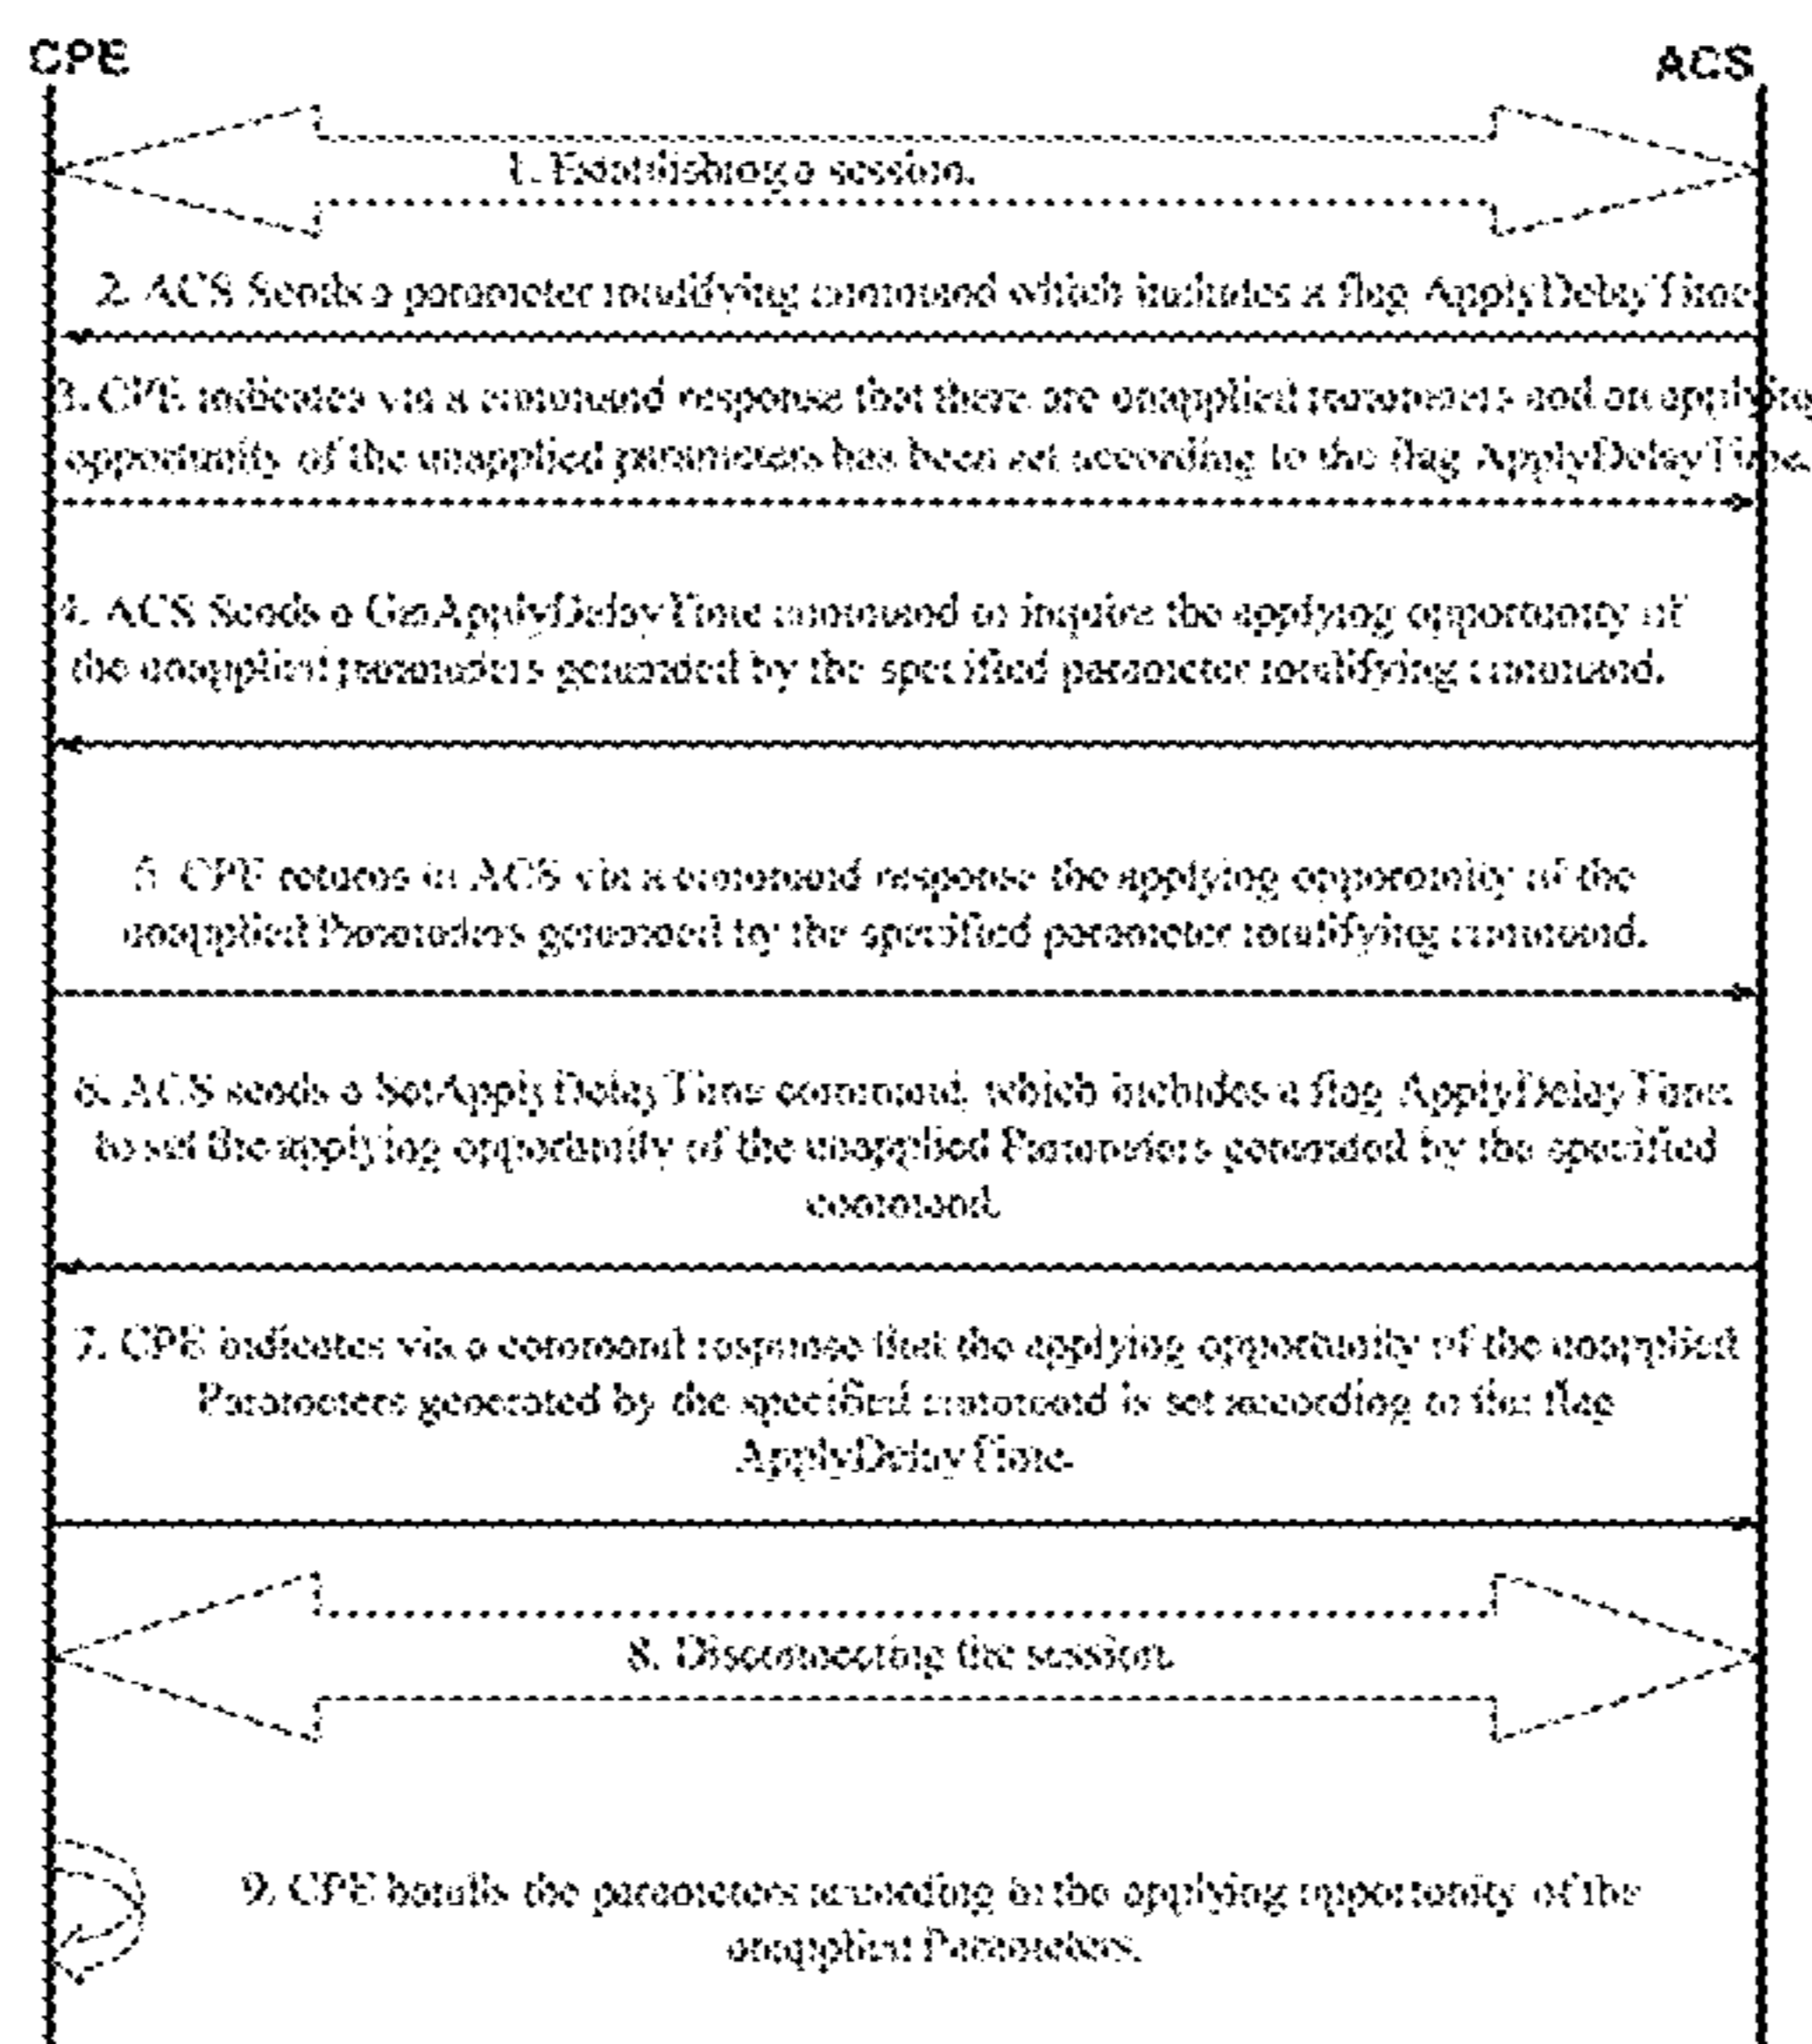 CPE
ACS
1. Establishing a session.
2. ACS Sends a parameter modifying command which includes a flag ApplyDelayTime
3. CPE indicates via a command response that there are unapplied parameters and an applying
opportunity of the unapplied parameters has been set according to the flag ApplyDelayTime.
4. ACS Sends a GetApplyDelayTime command to inquire the applying opportunity of
the unapplied parameters generated by the specified parameter modifying command.
5. CPE returns to ACS via a command response the applying opportunity of the
unapplied Parameters generated by the specified parameter modifying command.
6. ACS sends a SetApplyDelayTime command, which includes a flag ApplyDelayTime.
to set the applying opportunity of the unapplied Parameters generated by the specified
command.
7. CPE indicates via a command response that the applying opportunity of the unapplied
Parameters generated by the specified command is set according to the flag
ApplyDelayTime.
8. Disconnecting the session.
9. CPE the parameters according to the applying opportunity of the
unapplied Parameters.